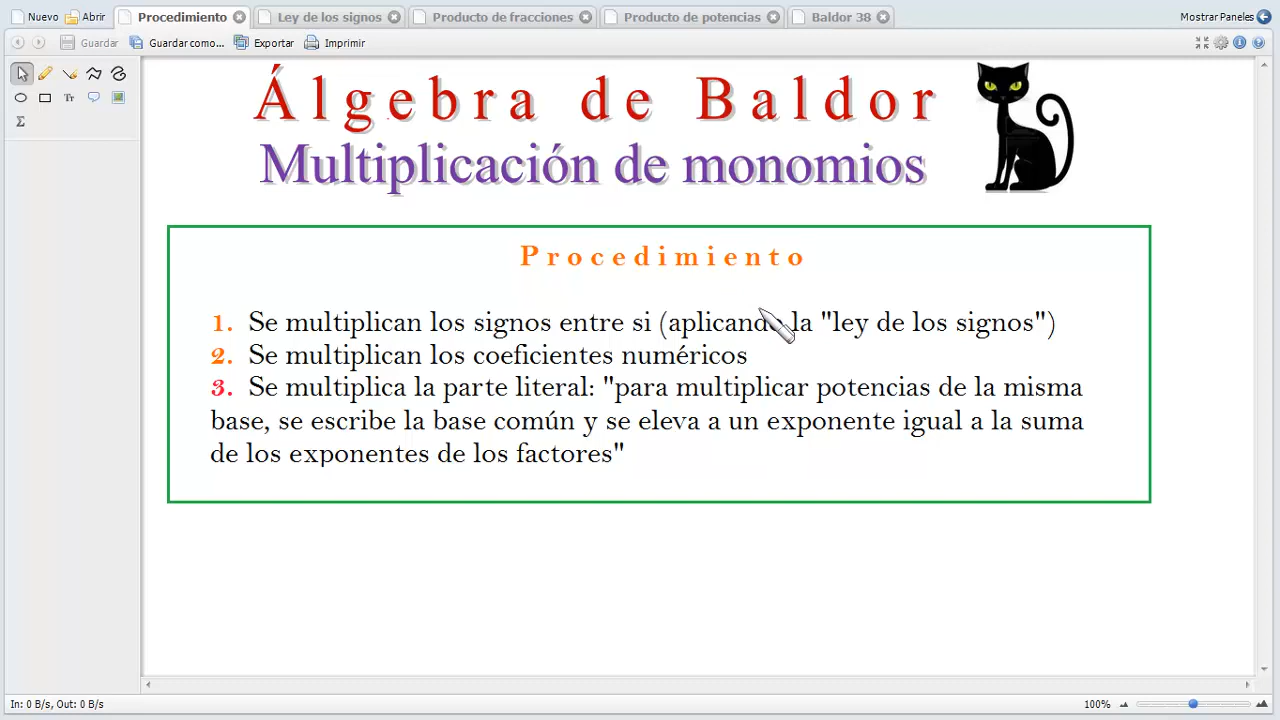 Nuevo Abrir Procedimiento Ley de los signos Producto de fracciones Producto de potencias Baldor 38 Mostrar Paneles
Guardar Guardar como... Exportar Imprimir
Tr
Σ
Álgebra de Baldor
Multiplicación de monomios
Procedimiento
1. Se multiplican los signos entre si (aplicando la "ley de los signos")
2. Se multiplican los coeficientes numéricos
3. Se multiplica la parte literal: "para multiplicar potencias de la misma
base, se escribe la base común y se eleva a un exponente igual a la suma
de los exponentes de los factores"
In: 0 B/s, Out: 0 B/s 100%